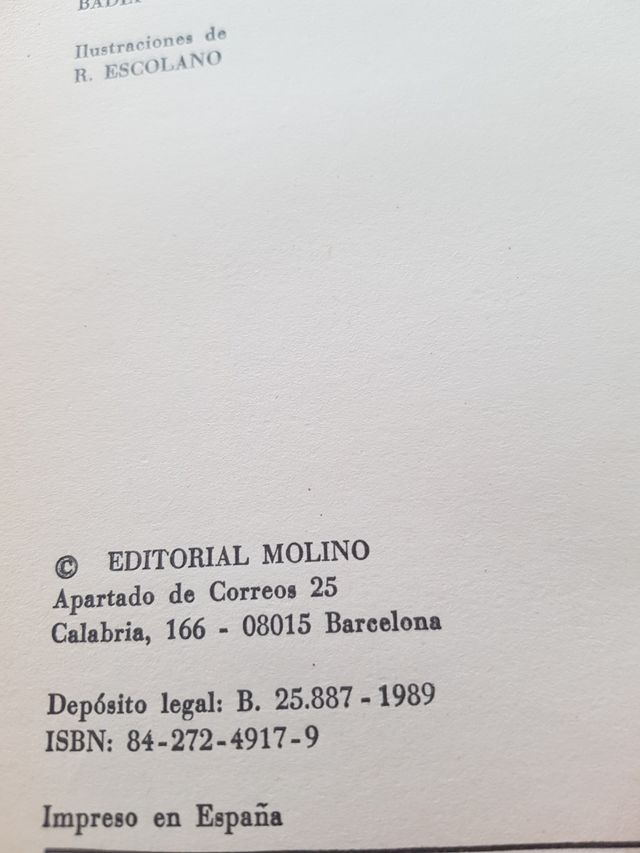 Ilustraciones de
R. ESCOLANO
© EDITORIAL MOLINO
Apartado de Correos 25
Calabria, 166 - 08015 Barcelona
Depósito legal: B. 25.887 - 1989
ISBN: 84-272-4917-9
Impreso en España